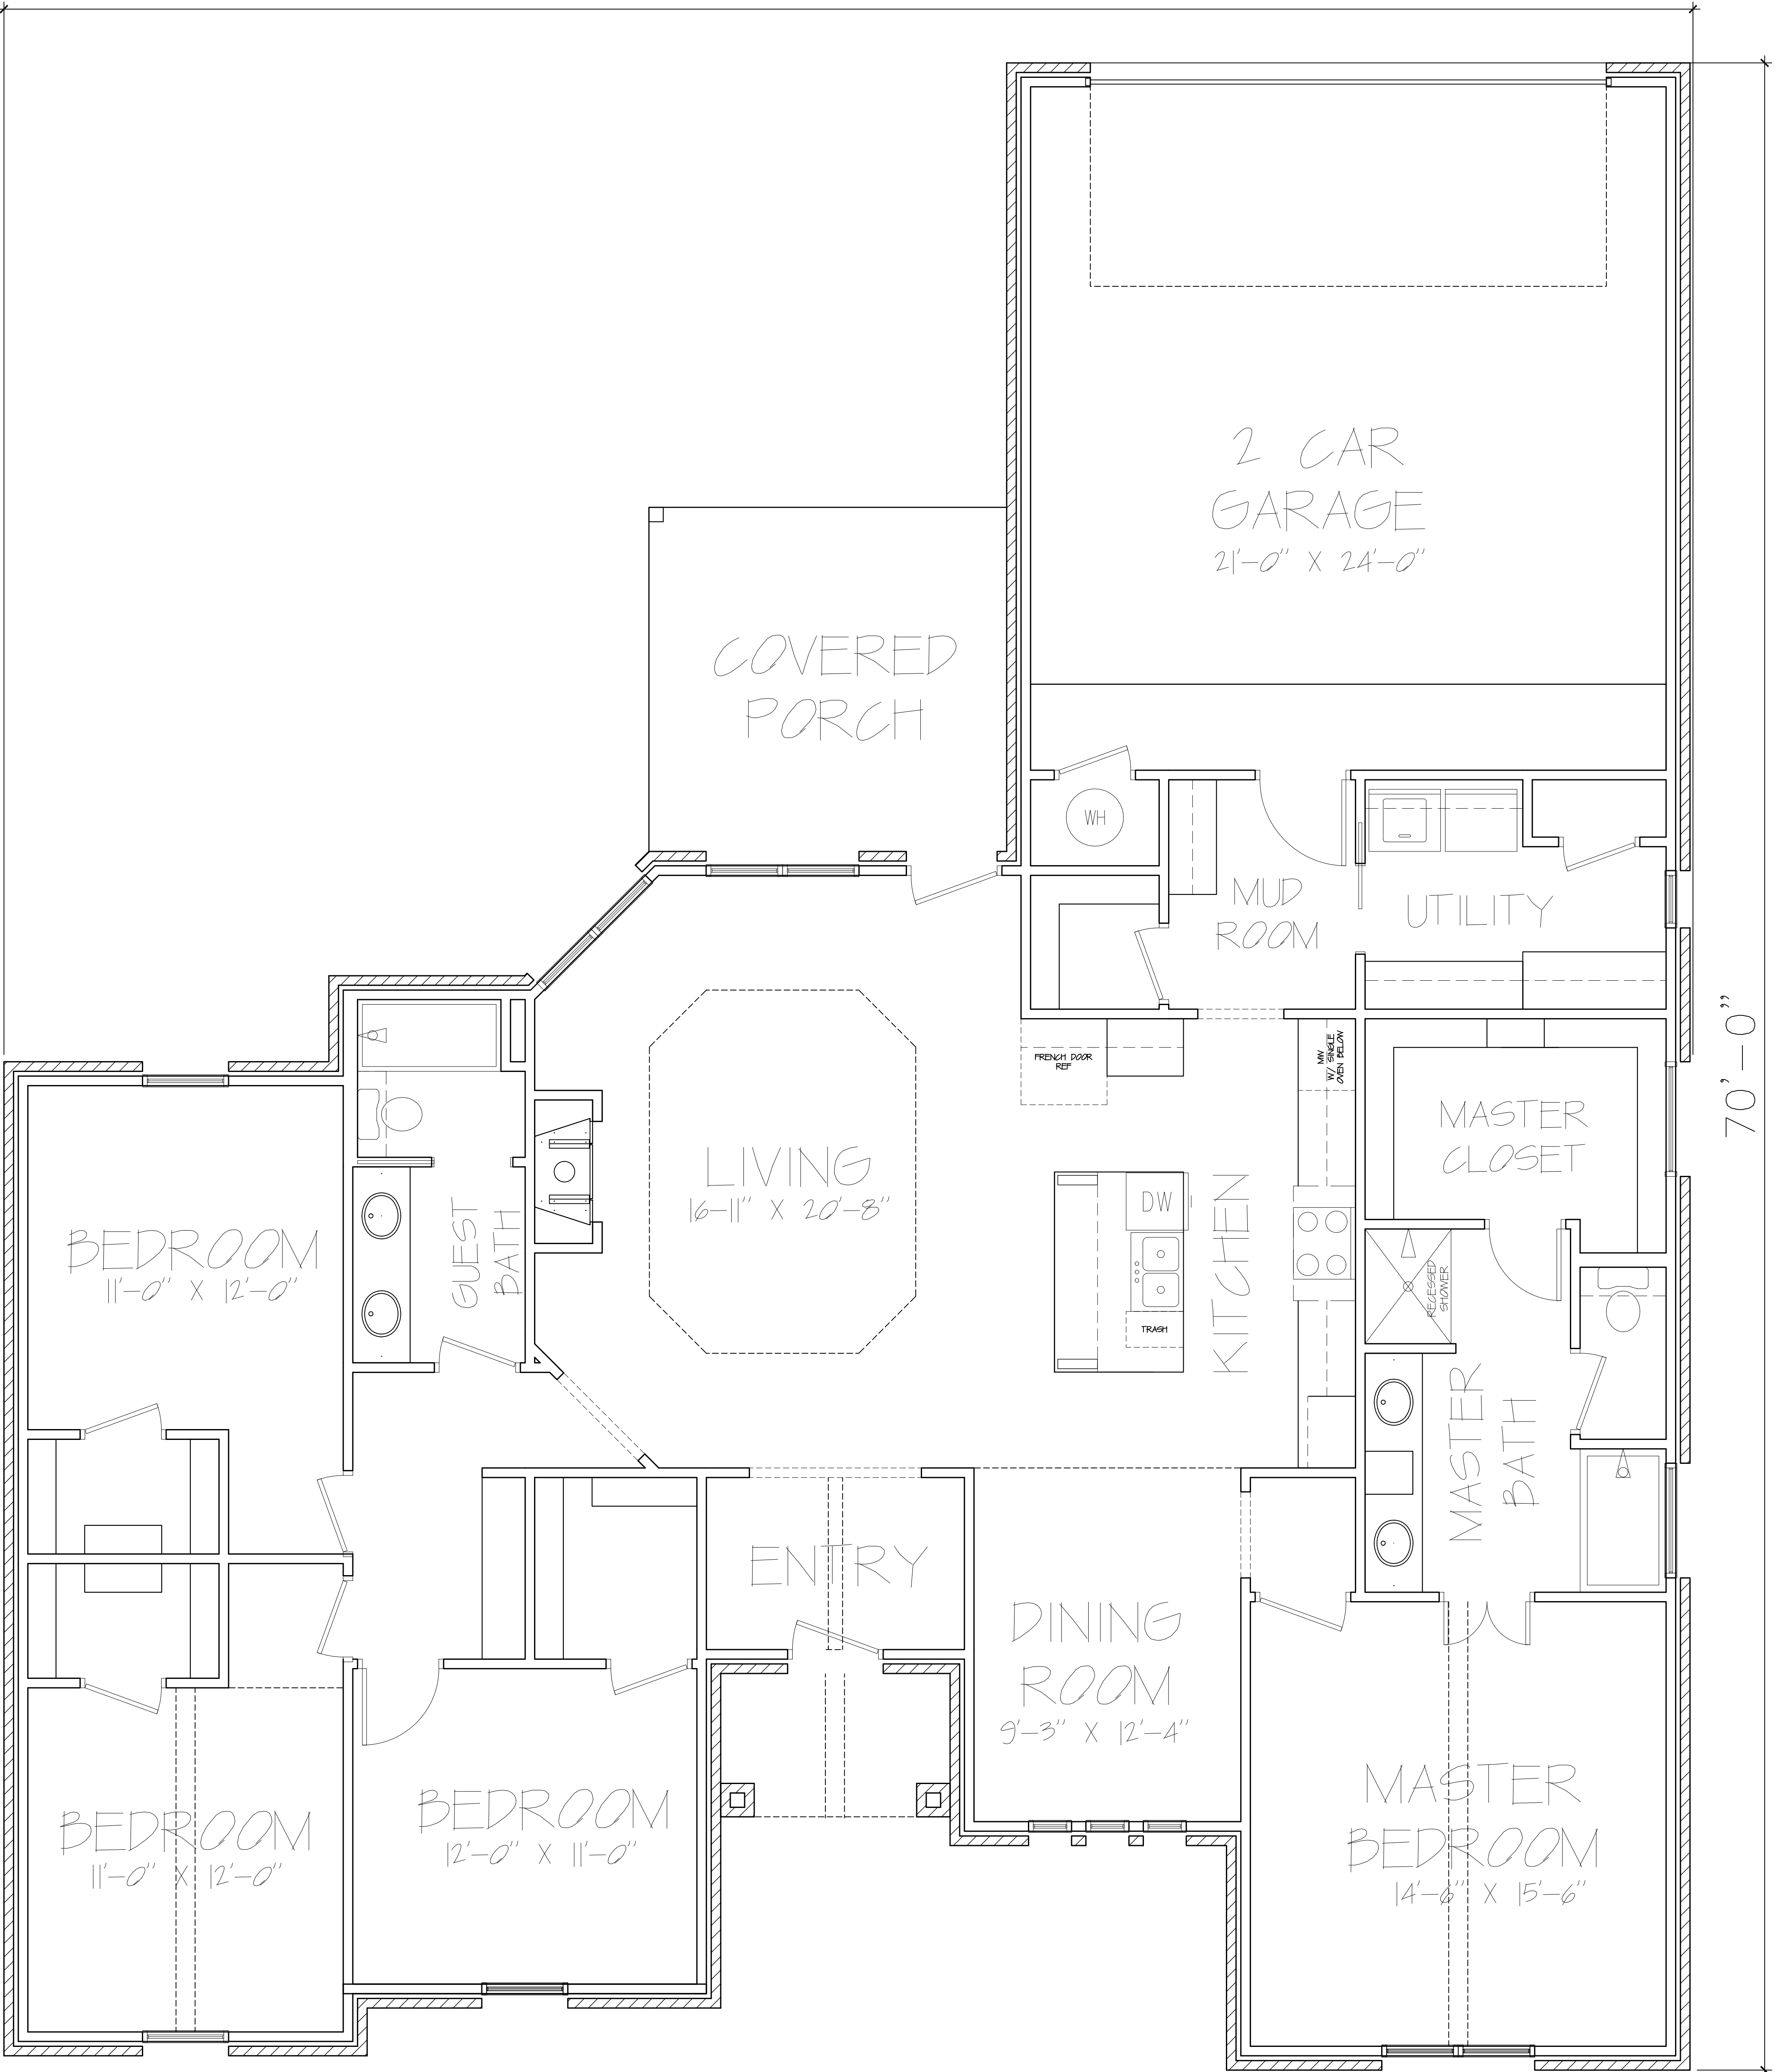 2 CAR
GARAGE
21'-0" X 24'-0"
COVERED
PORCH
WH
MUD
ROOM
UTILITY
70'-0"
FRENCH DOOR
REF
MW
W/ SINGLE
OVEN BELOW
MASTER
CLOSET
LIVING
16-11" X 20'-8"
DW
TRASH
KITCHEN
RECESSED
SHOWER
BEDROOM
11'-0" X 12'-0"
GUEST
BATH
MASTER
BATH
ENTRY
DINING
ROOM
9'-3" X 12'-4"
BEDROOM
11'-0" X 12'-0"
BEDROOM
12'-0" X 11'-0"
MASTER
BEDROOM
14'-6" X 15'-6"